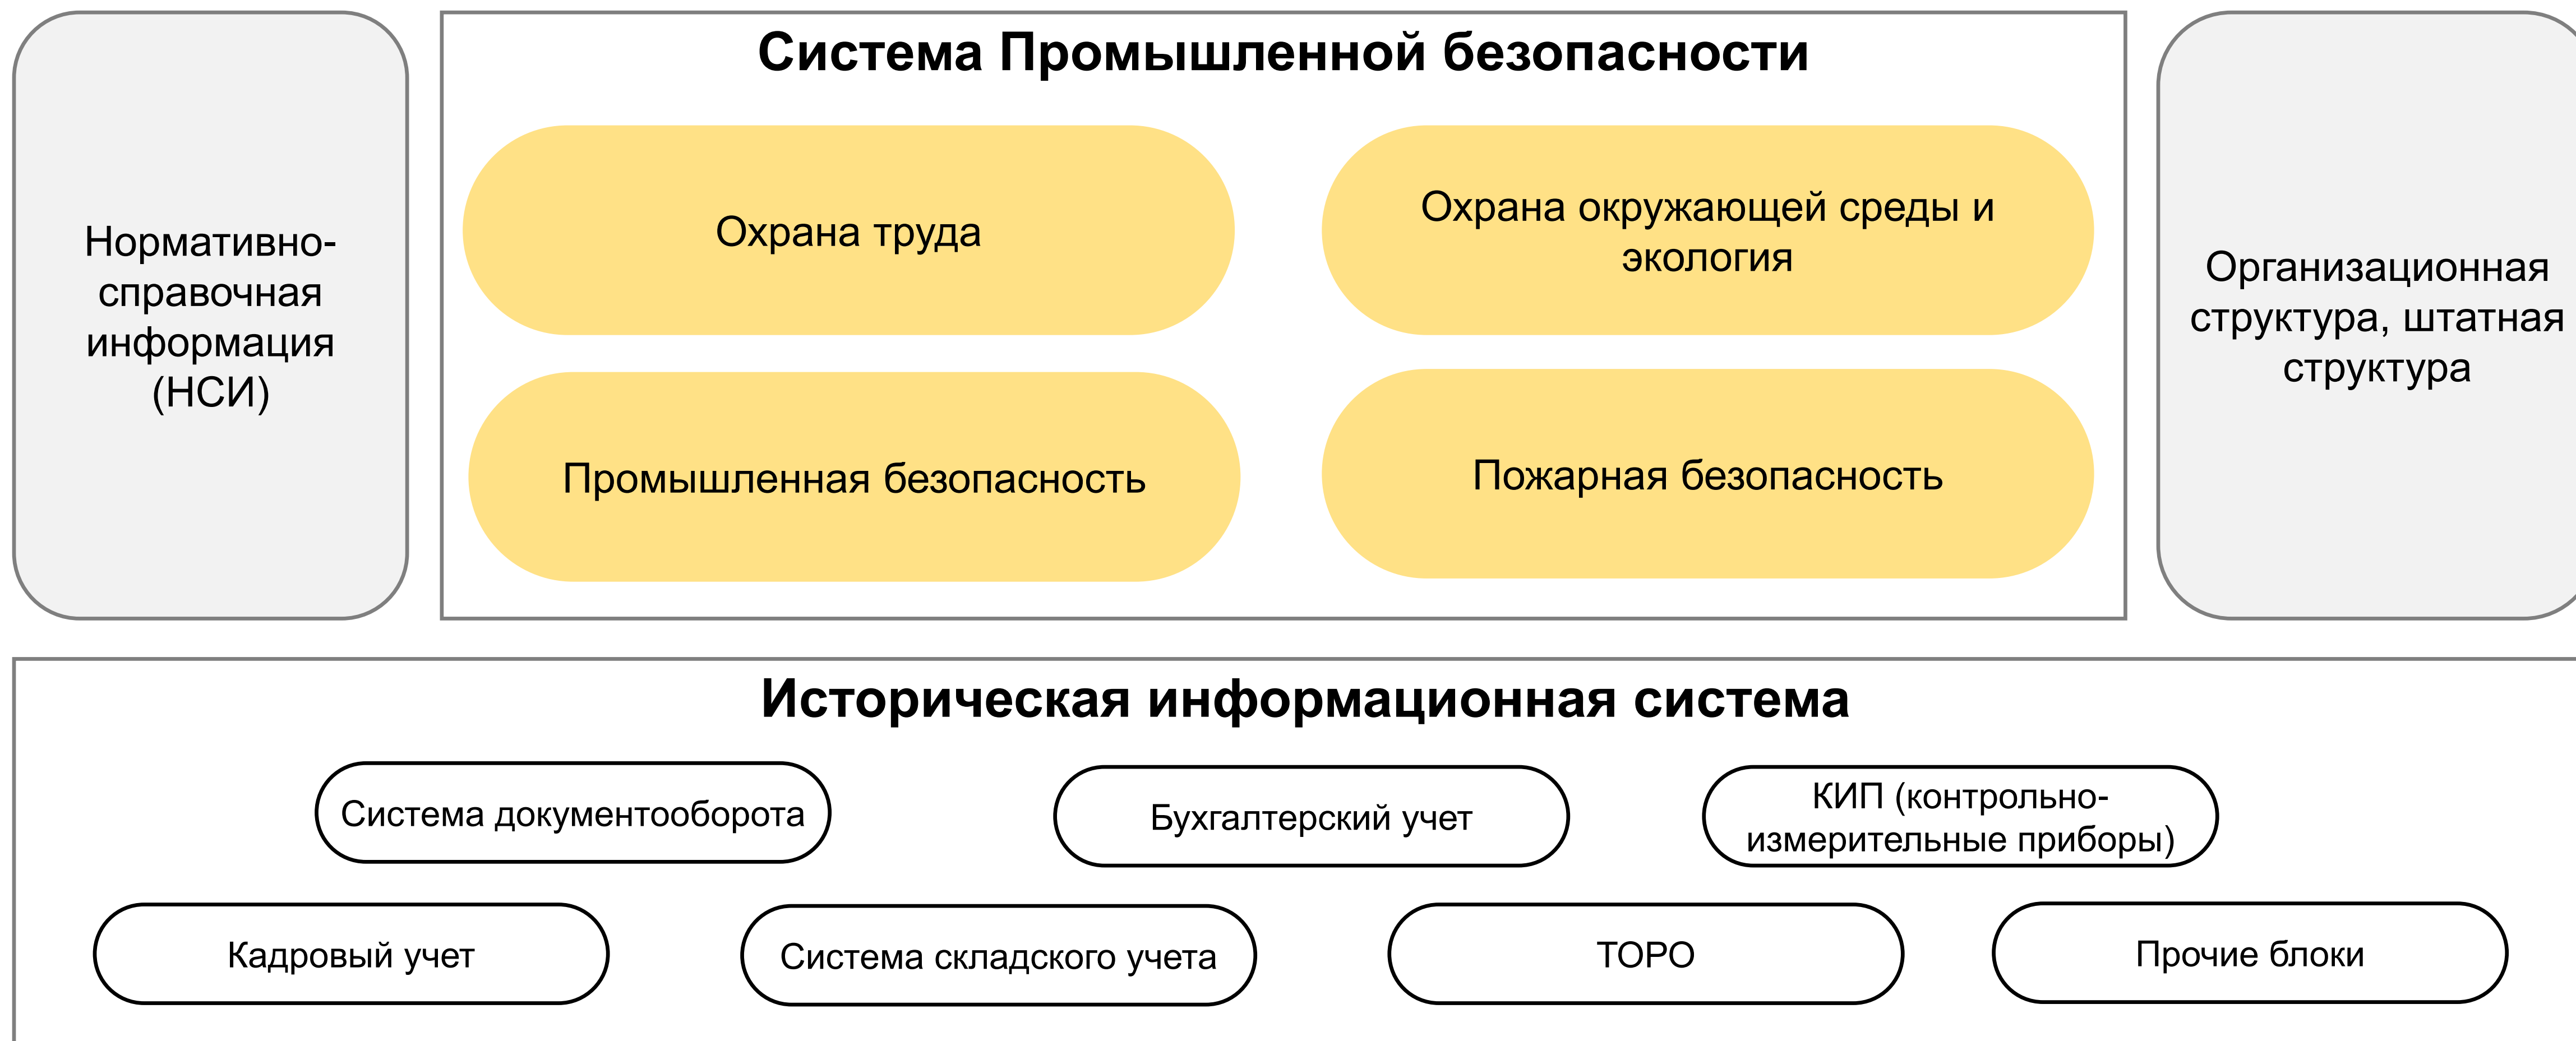 Нормативно-
справочная
информация
(НСИ)
Система Промышленной безопасности
Охрана труда
Охрана окружающей среды и
экология
Промышленная безопасность
Пожарная безопасность
Организационная
структура, штатная
структура
Историческая информационная система
Система документооборота
Бухгалтерский учет
КИП (контрольно-
измерительные приборы)
Кадровый учет
Система складского учета
ТОРО
Прочие блоки